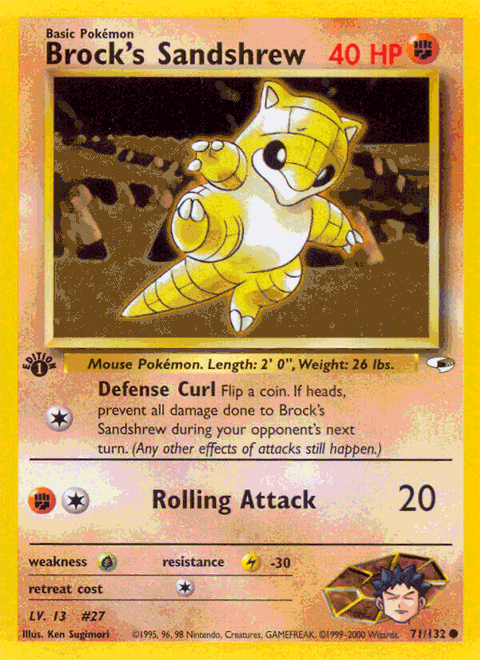 Basic Pokémon
Brock's Sandshrew 40 HP
EDITION
1
Mouse Pokémon. Length: 2' 0", Weight: 26 lbs.
Defense Curl Flip a coin. If heads,
prevent all damage done to Brock's
Sandshrew during your opponent's next
turn. (Any other effects of attacks still happen.)
Rolling Attack 20
weakness resistance -30
retreat cost
LV. 13 #27
Illus. Ken Sugimori ©1995, 96, 98 Nintendo, Creatures, GAMEFREAK. ©1999-2000 Wizards. 71/132